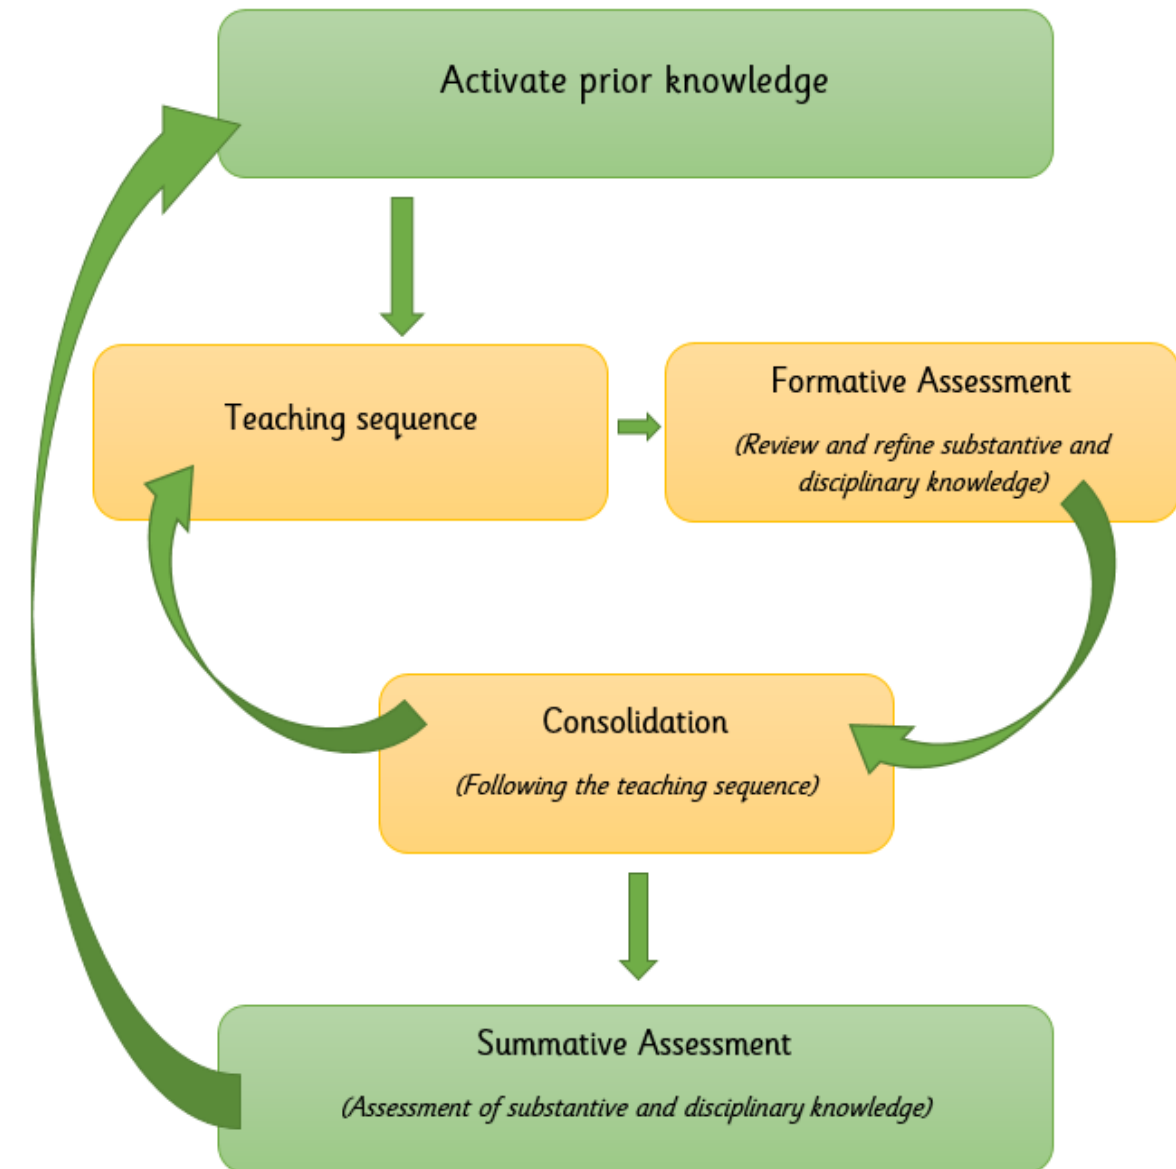 Activate prior knowledge
Teaching sequence
Formative Assessment
(Review and refine substantive and
disciplinary knowledge)
Consolidation
(Following the teaching sequence)
Summative Assessment
(Assessment of substantive and disciplinary knowledge)